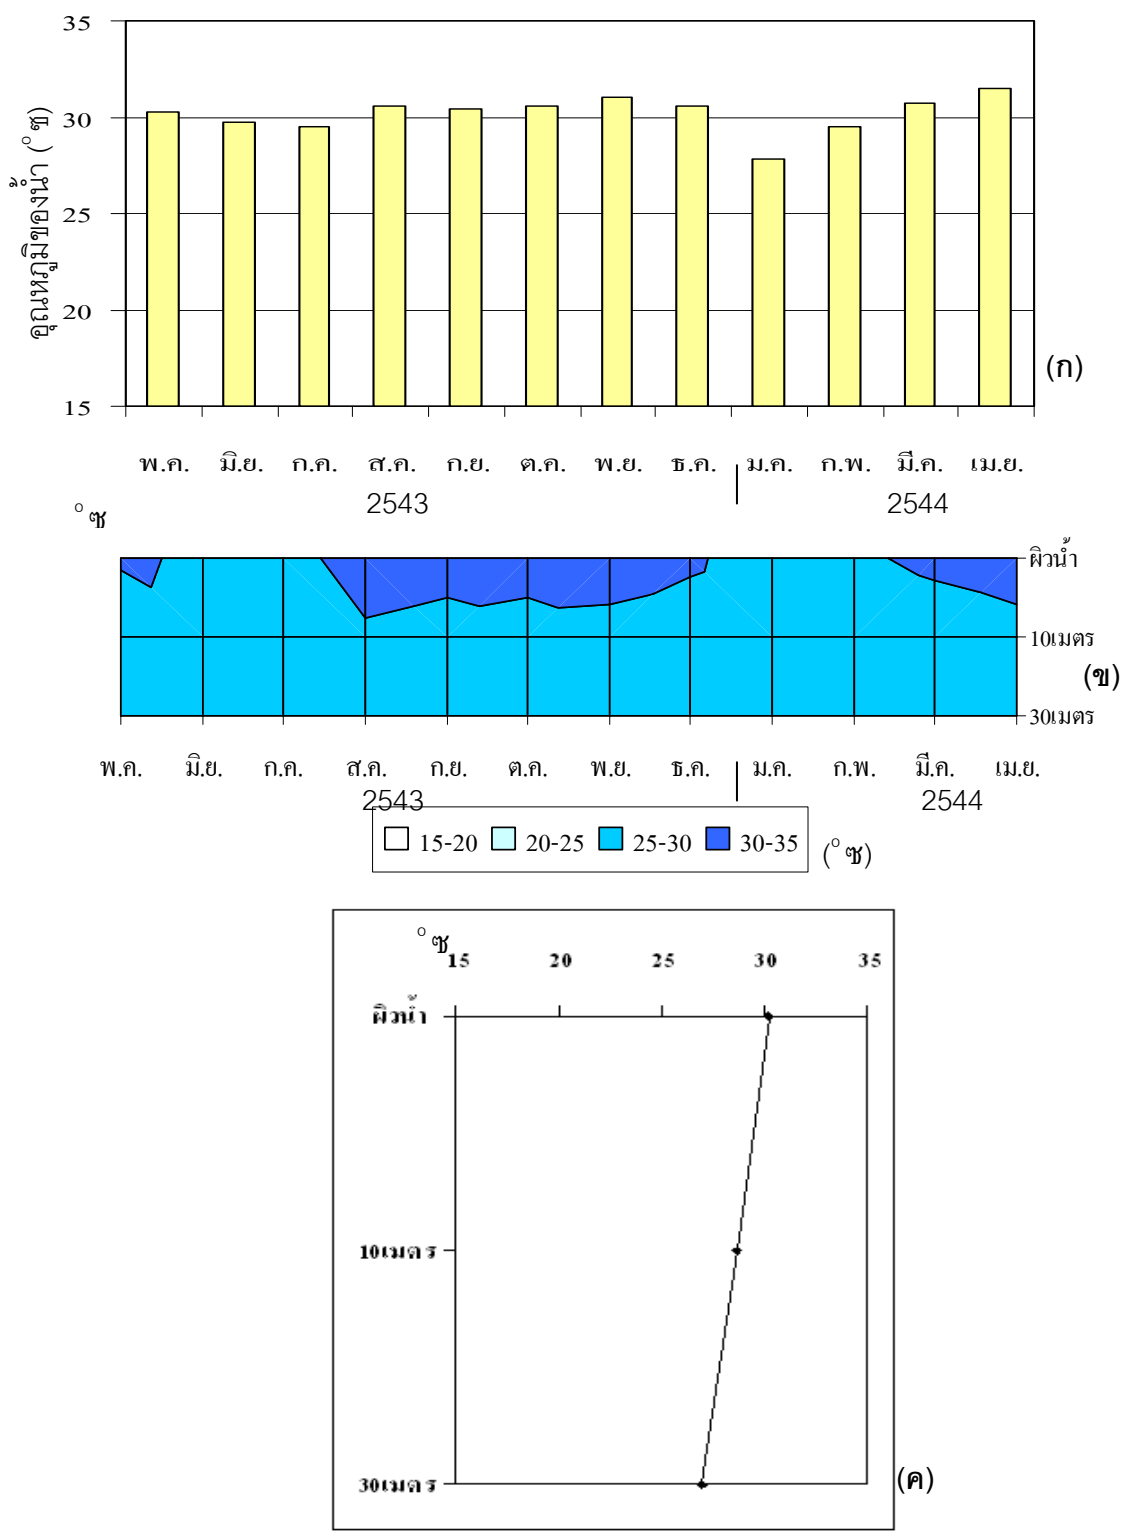 35
30
25
20
15
อุณหภูมิของน้ำ (°ซ)
(ก)
พ.ค. มิ.ย. ก.ค. ส.ค. ก.ย. ต.ค. พ.ย. ธ.ค. ม.ค. ก.พ. มี.ค. เม.ย.
2543 2544
°ซ
ผิวน้ำ
10เมตร
(ข)
30เมตร
พ.ค. มิ.ย. ก.ค. ส.ค. ก.ย. ต.ค. พ.ย. ธ.ค. ม.ค. ก.พ. มี.ค. เม.ย.
2543 2544
15-20 20-25 25-30 30-35 (°ซ)
°ซ
15 20 25 30 35
ผิวน้ำ
10เมตร
30เมตร
(ค)